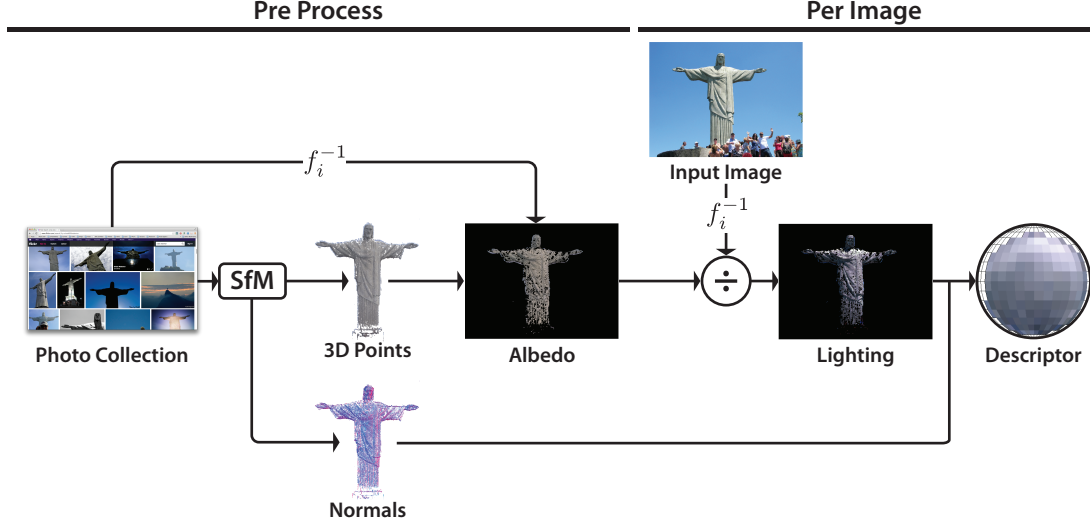 Pre Process
Per Image
Input Image
f_i^{-1}
f_i^{-1}
SfM
÷
Photo Collection
3D Points
Albedo
Lighting
Descriptor
Normals